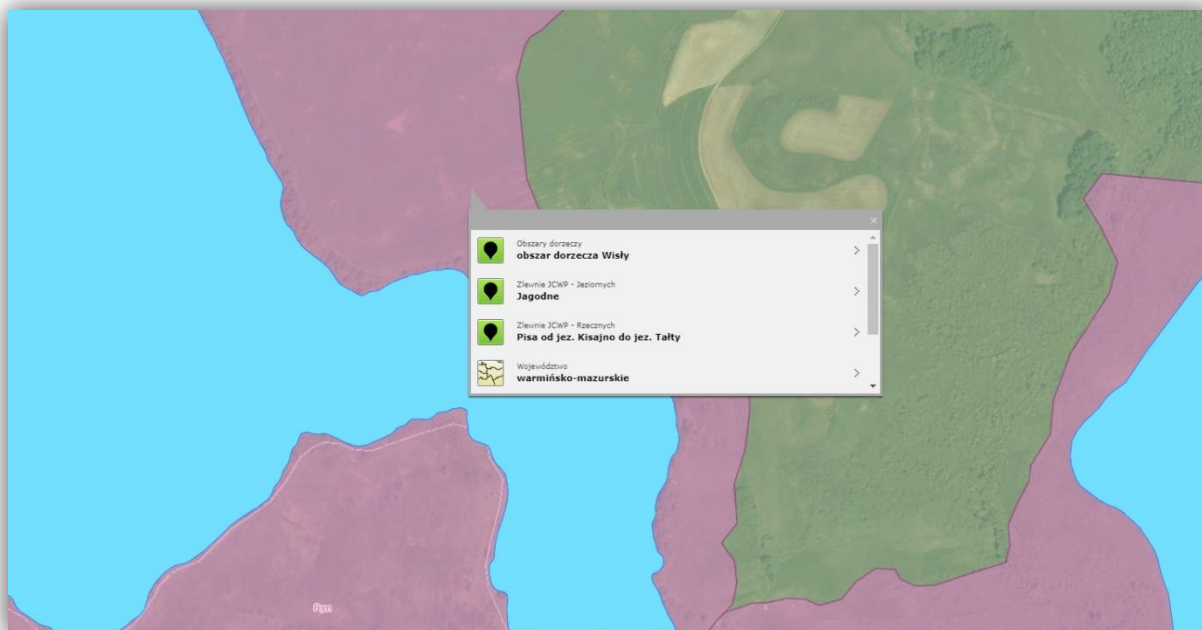 ×
Obszary dorzeczy
obszar dorzecza Wisły
Zlewnie JCWP - Jeziornych
Jagodne
Zlewnie JCWP - Rzecznych
Pisa od jez. Kisajno do jez. Tałty
Województwo
warmińsko-mazurskie
Ryn